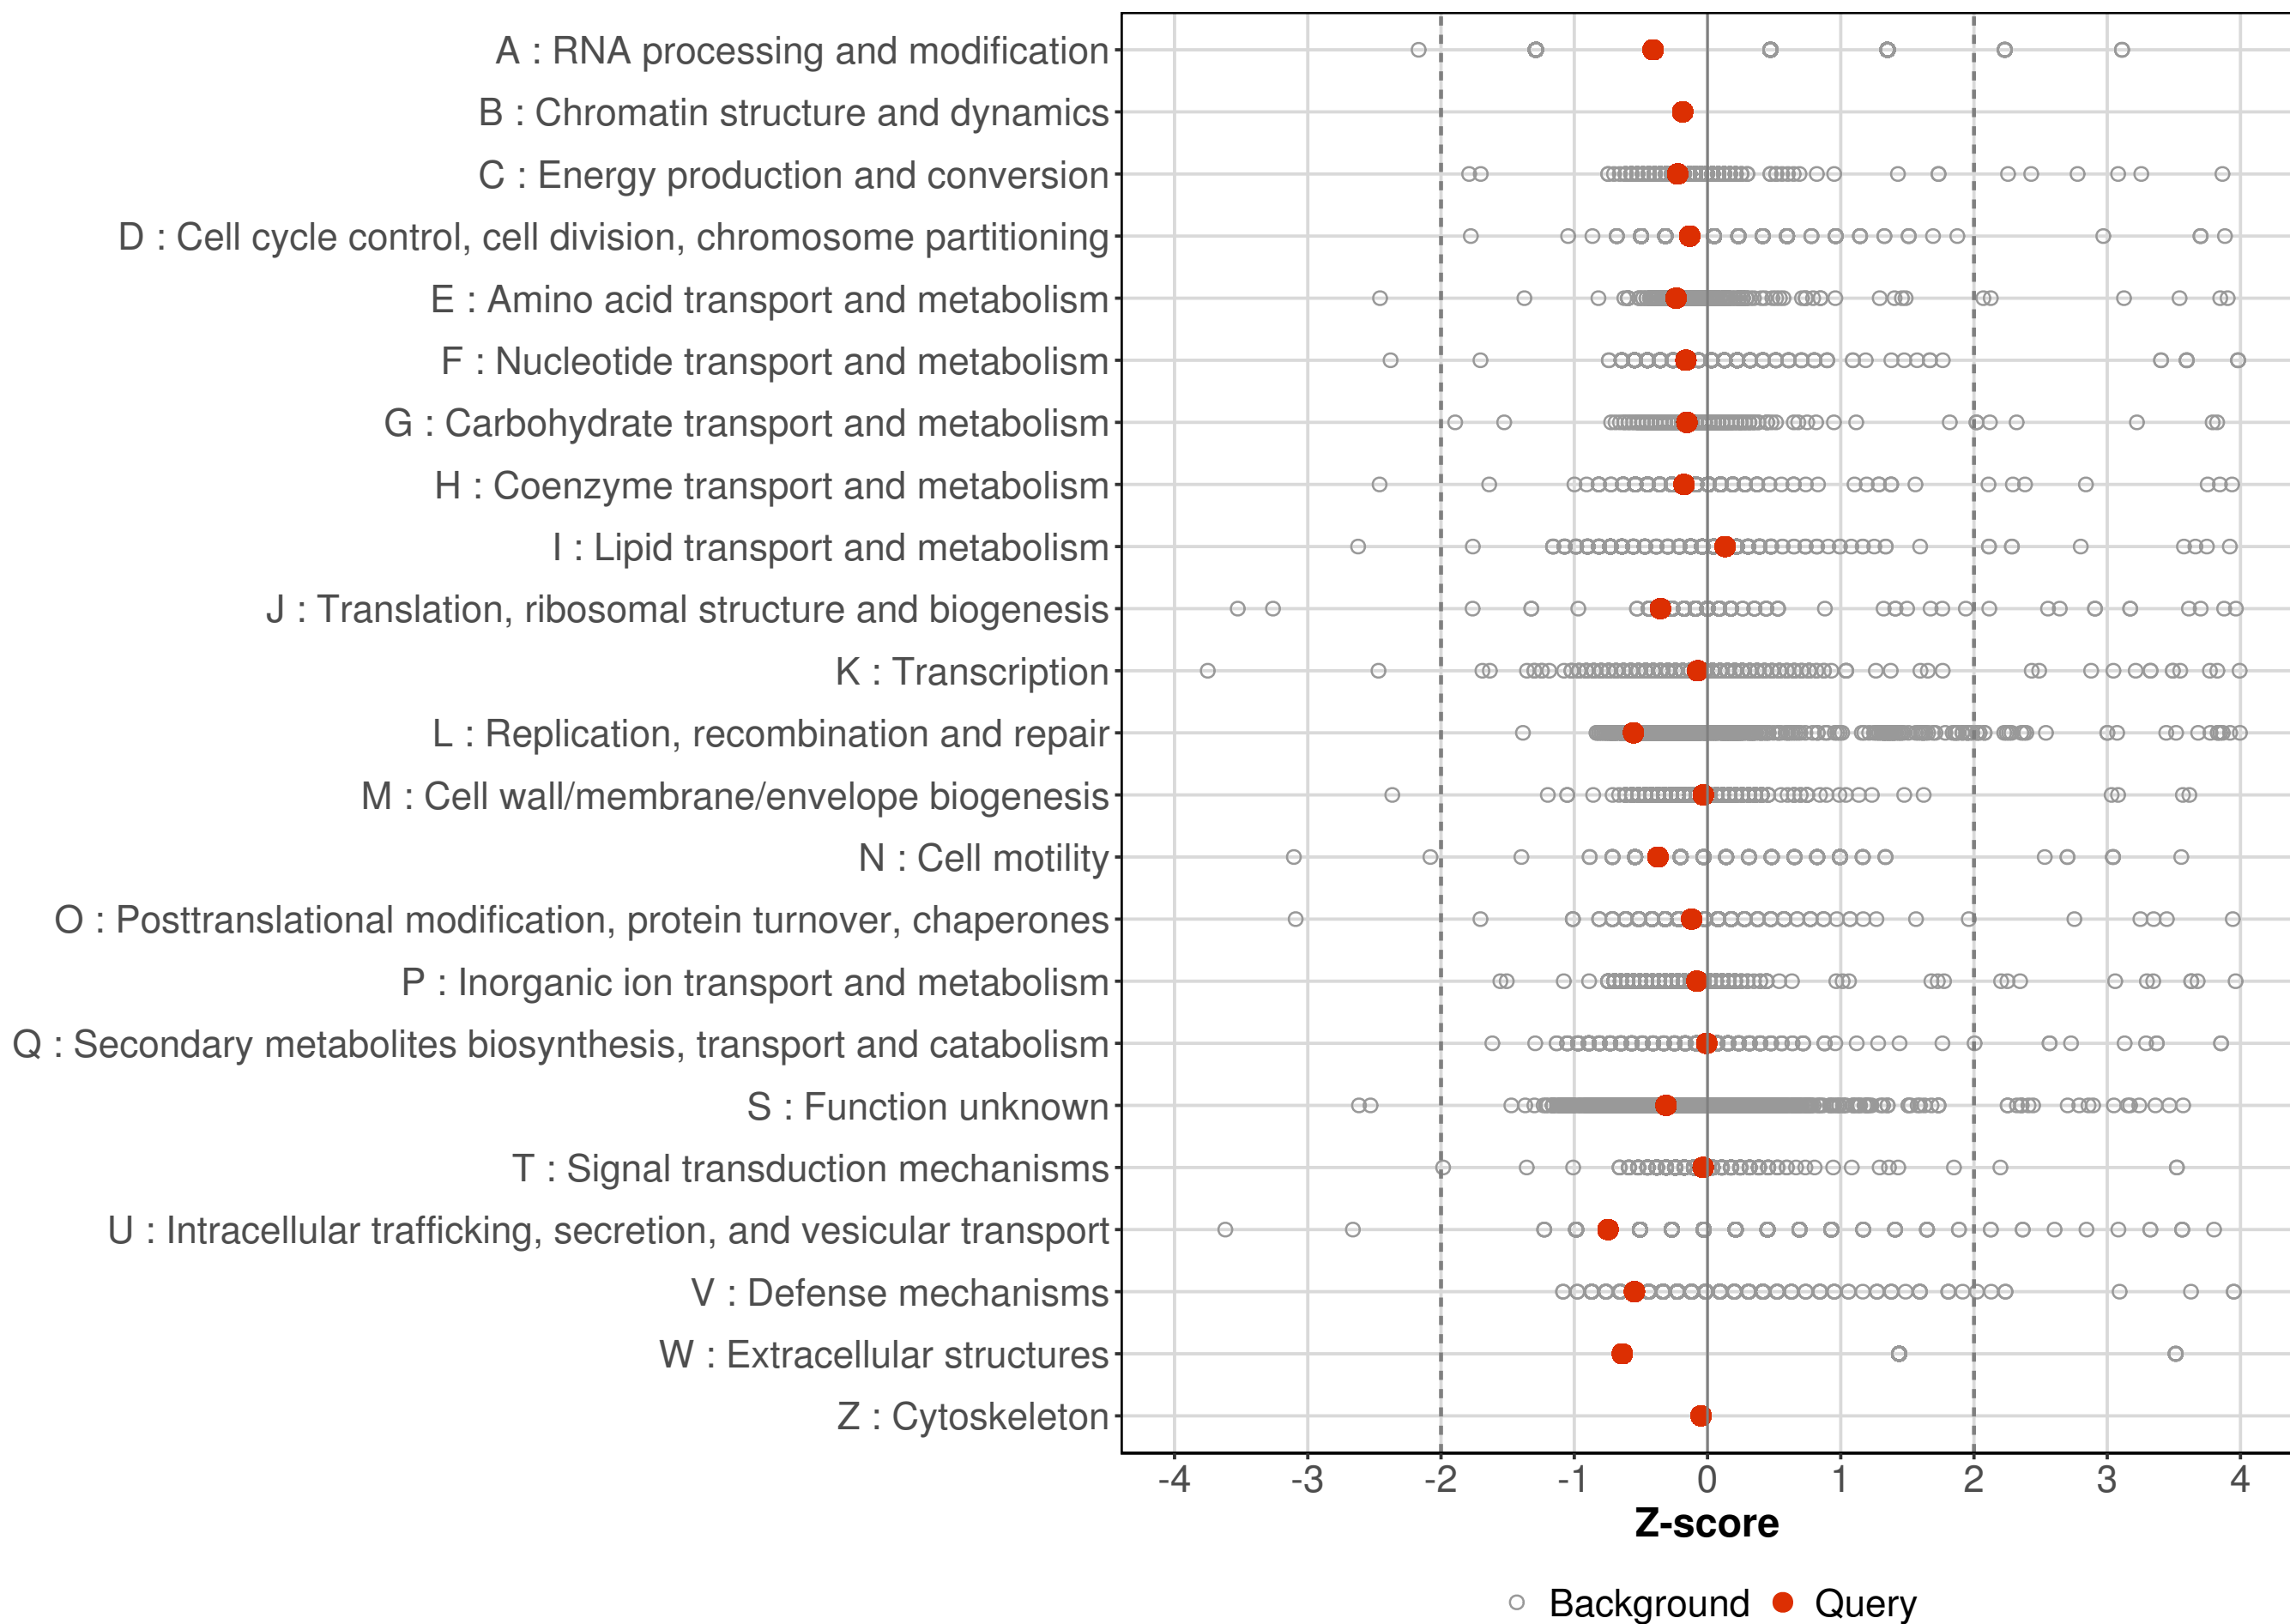 A : RNA processing and modification
B : Chromatin structure and dynamics
C : Energy production and conversion
D : Cell cycle control, cell division, chromosome partitioning
E : Amino acid transport and metabolism
F : Nucleotide transport and metabolism
G : Carbohydrate transport and metabolism
H : Coenzyme transport and metabolism
I : Lipid transport and metabolism
J : Translation, ribosomal structure and biogenesis
K : Transcription
L : Replication, recombination and repair
M : Cell wall/membrane/envelope biogenesis
N : Cell motility
O : Posttranslational modification, protein turnover, chaperones
P : Inorganic ion transport and metabolism
Q : Secondary metabolites biosynthesis, transport and catabolism
S : Function unknown
T : Signal transduction mechanisms
U : Intracellular trafficking, secretion, and vesicular transport
V : Defense mechanisms
W : Extracellular structures
Z : Cytoskeleton
-4 -3 -2 -1 0 1 2 3 4
Z-score
Background Query